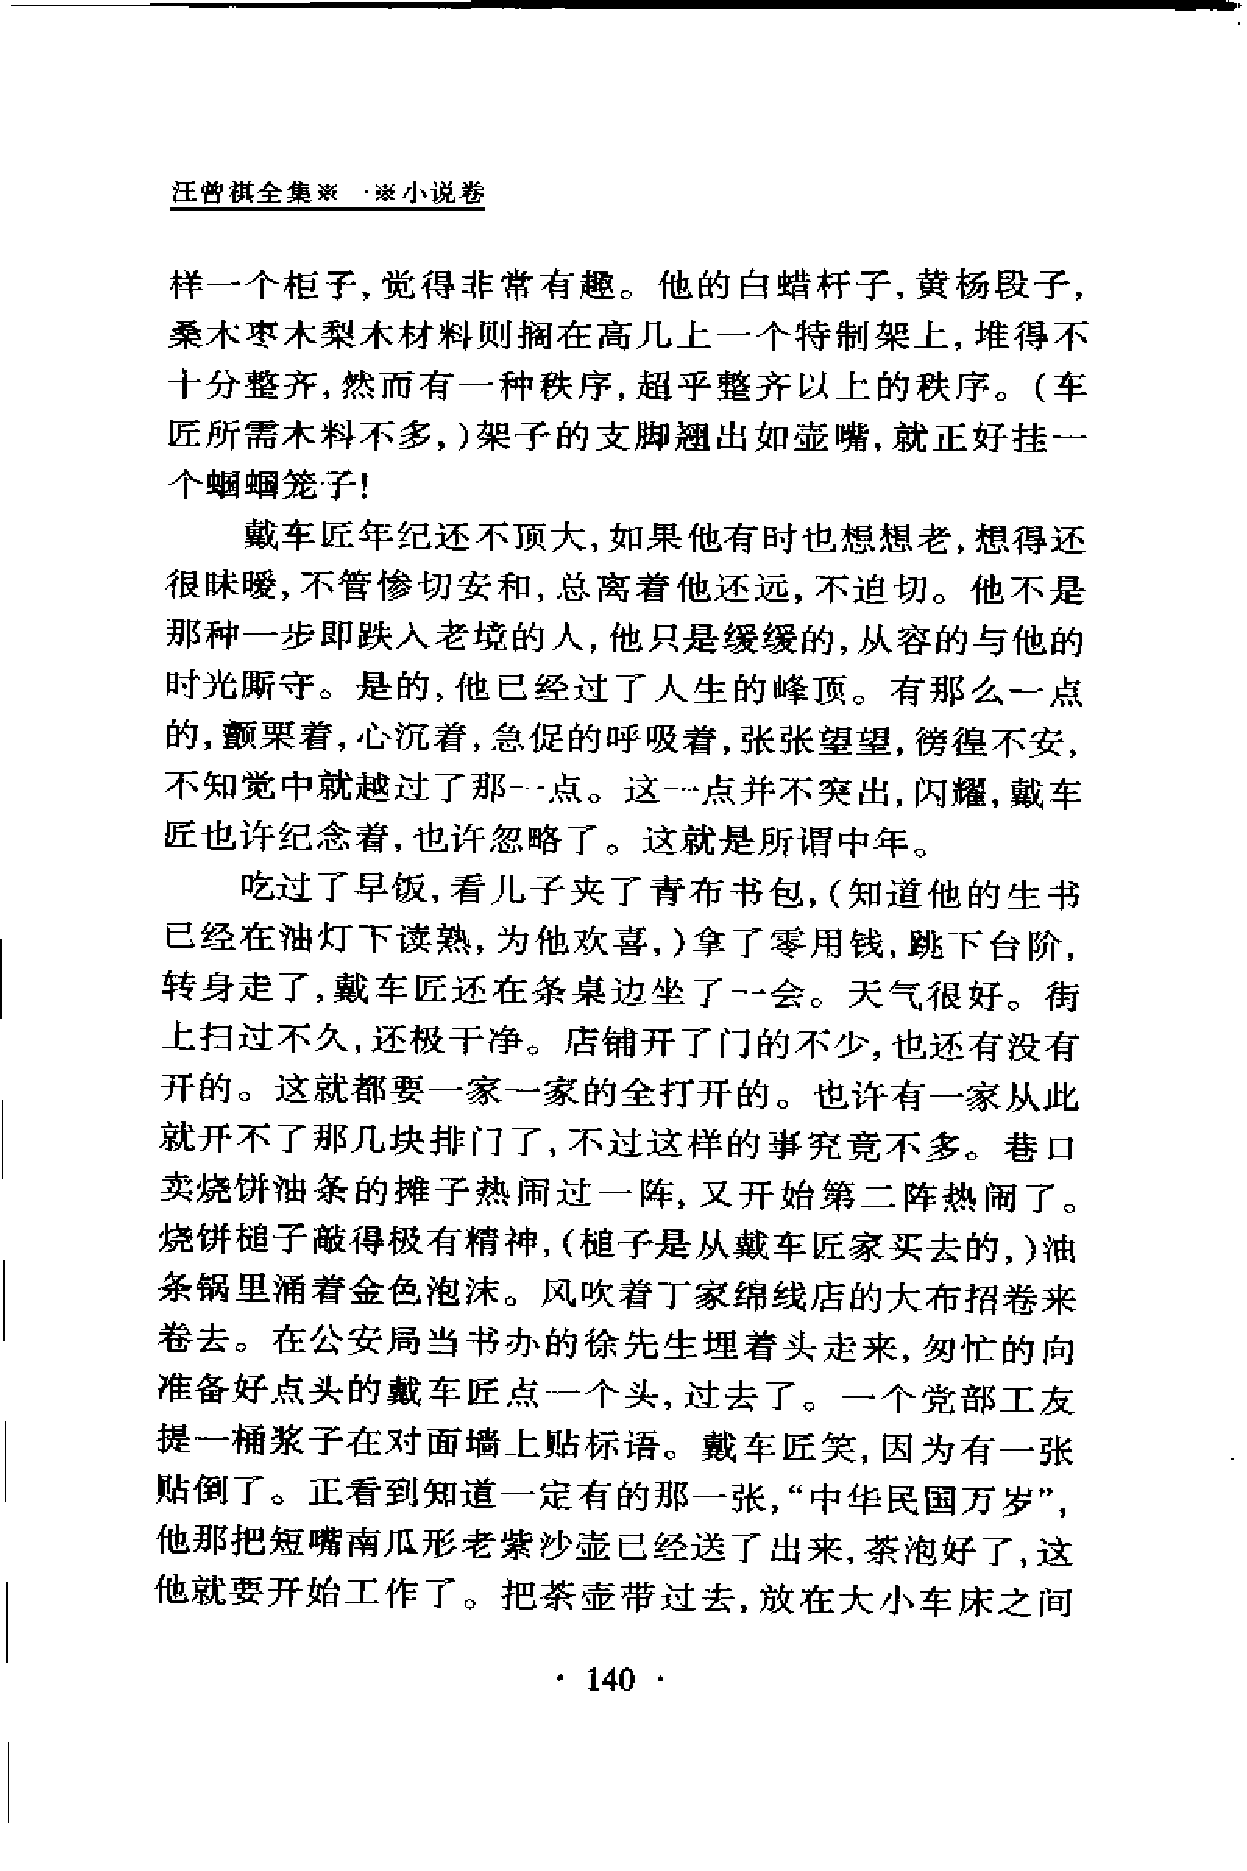 汪曾祺全集※一※小说卷
样一个柜子,觉得非常有趣。他的白蜡杆子,黄杨段子,
桑木枣木梨木材料则搁在高几上一个特制架上,堆得不
十分整齐,然而有一种秩序,超乎整齐以上的秩序。(车
匠所需木料不多,)架子的支脚翘出如壶嘴,就正好挂一
个蝈蝈笼子!
戴车匠年纪还不顶大,如果他有时也想想老,想得还
很昧暧,不管惨切安和,总离着他还远,不迫切。他不是
那种一步即跌入老境的人,他只是缓缓的,从容的与他的
时光厮守。是的,他已经过了人生的峰顶。有那么一点
的,颤栗着,心沉着,急促的呼吸着,张张望望,徬徨不安,
不知觉中就越过了那一点。这一点并不突出,闪耀,戴车
匠也许纪念着,也许忽略了。这就是所谓中年。
吃过了早饭,看儿子夹了青布书包,(知道他的生书
已经在油灯下读熟,为他欢喜,)拿了零用钱,跳下台阶,
转身走了,戴车匠还在条桌边坐了一会。天气很好。街
上扫过不久,还极干净。店铺开了门的不少,也还有没有
开的。这就都要一家一家的全打开的。也许有一家从此
就开不了那几块排门了,不过这样的事究竟不多。巷口
卖烧饼油条的摊子热闹过一阵,又开始第二阵热闹了。
烧饼槌子敲得极有精神,(槌子是从戴车匠家买去的,)油
条锅里涌着金色泡沫。风吹着丁家绵线店的大布招卷来
卷去。在公安局当书办的徐先生埋着头走来,匆忙的向
准备好点头的戴车匠点一个头,过去了。一个党部工友
提一桶浆子在对面墙上贴标语。戴车匠笑,因为有一张
贴倒了。正看到知道一定有的那一张,“中华民国万岁”,
他那把短嘴南瓜形老紫沙壶已经送了出来,茶泡好了,这
他就要开始工作了。把茶壶带过去,放在大小车床之间
· 140 ·